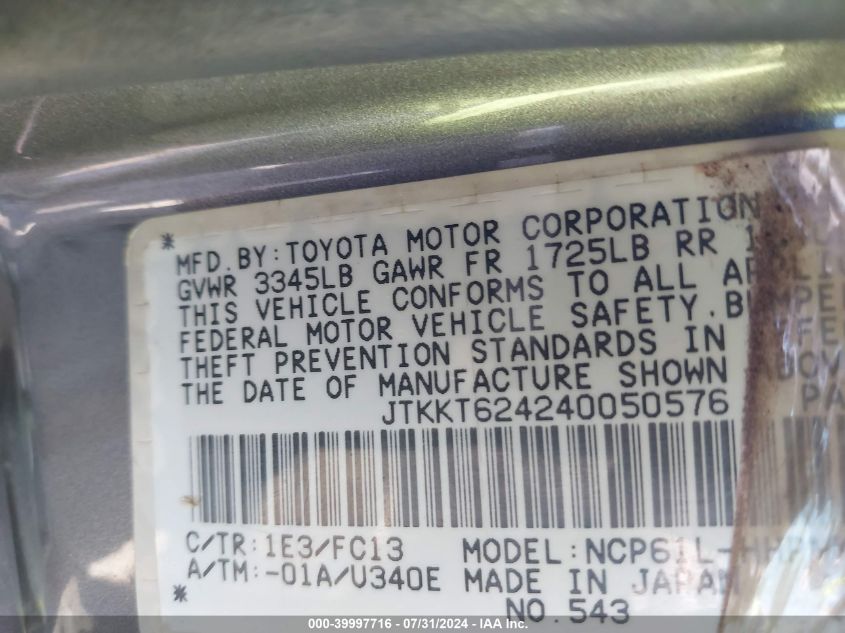 *
MFD.BY:TOYOTA MOTOR CORPORATION
GVWR 3345LB GAWR FR 1725LB RR
THIS VEHICLE CONFORMS TO ALL
FEDERAL MOTOR VEHICLE SAFETY.
THEFT PREVENTION STANDARDS IN
THE DATE OF MANUFACTURE SHOWN
JTKKT624240050576
C/TR:1E3/FC13 MODEL:NCP61L-
A/TM:-01A/U340E MADE IN JAPAN
* NO.543
000-39997716 - 07/31/2024 - IAA Holdings, LLC.